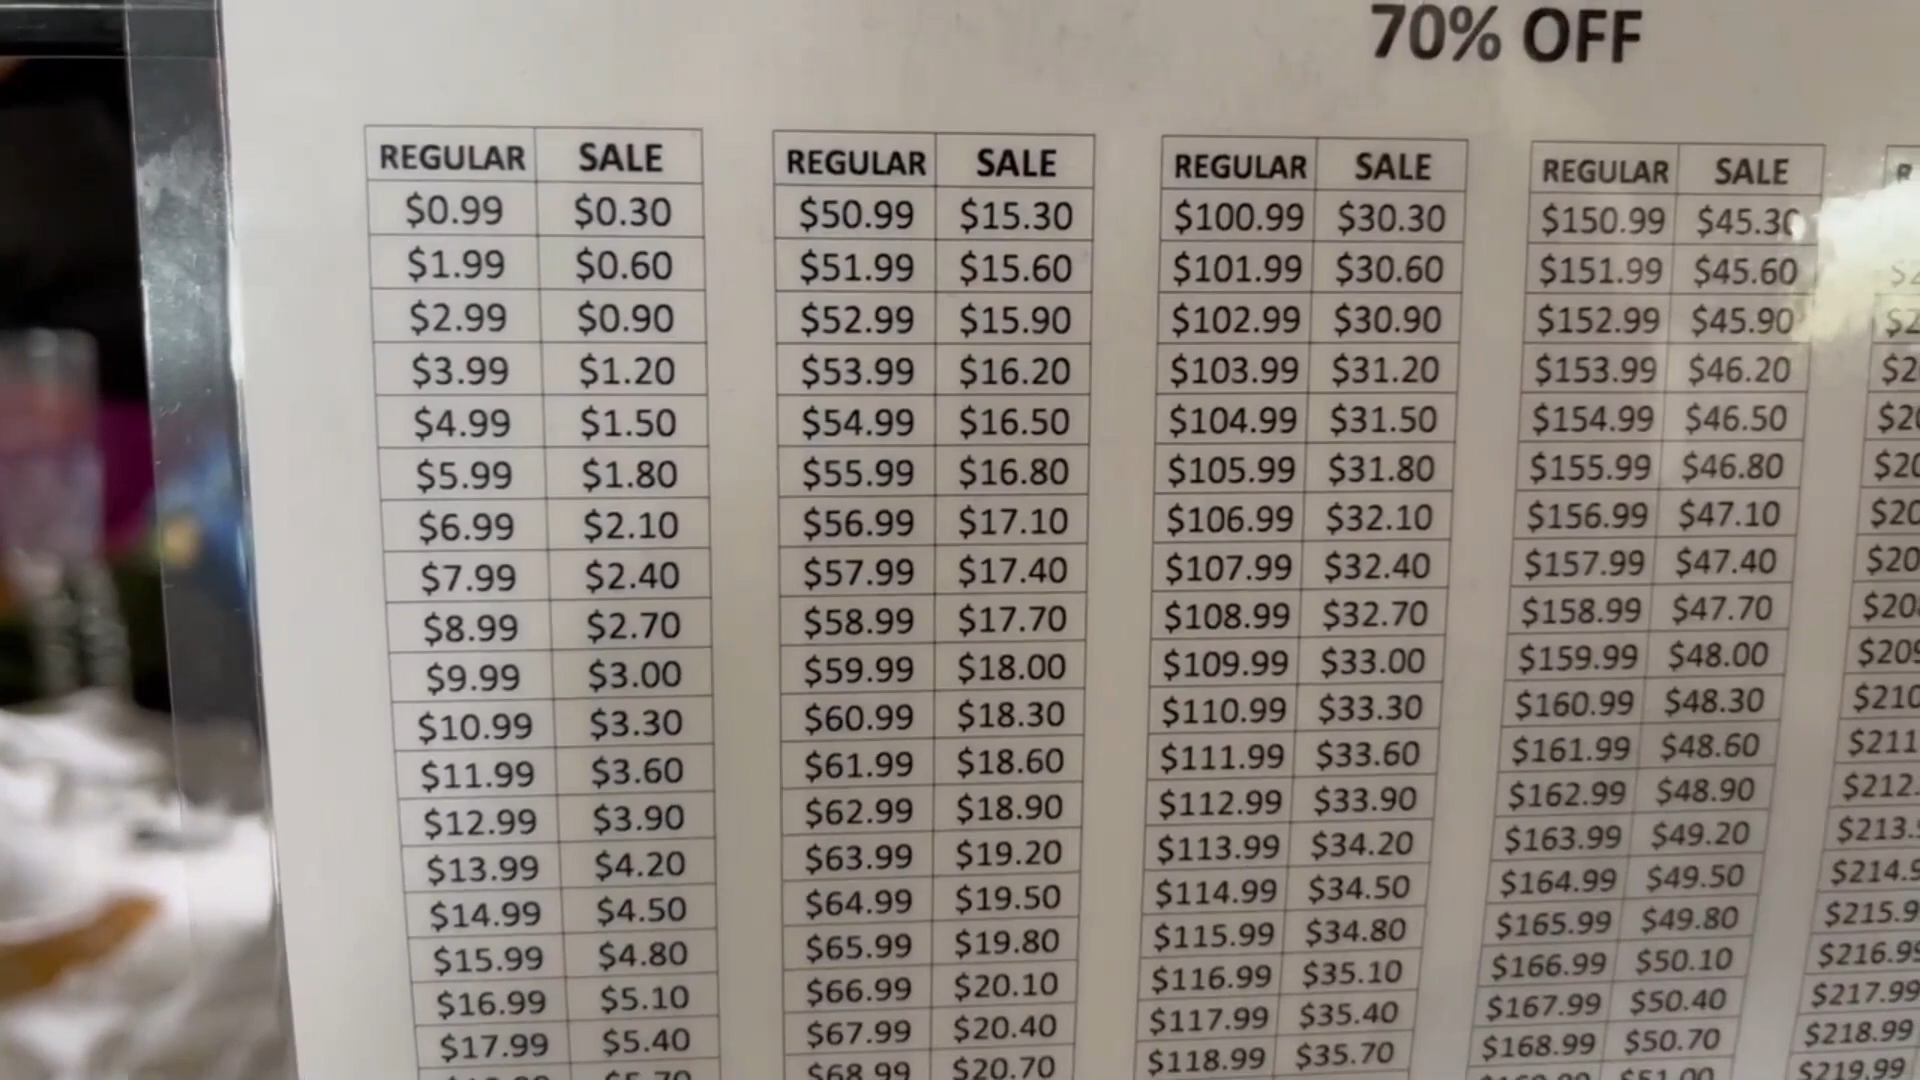 70% OFF
REGULAR SALE REGULAR SALE REGULAR SALE REGULAR SALE
$0.99 $0.30 $50.99 $15.30 $100.99 $30.30 $150.99 $45.30
$1.99 $0.60 $51.99 $15.60 $101.99 $30.60 $151.99 $45.60
$2.99 $0.90 $52.99 $15.90 $102.99 $30.90 $152.99 $45.90
$3.99 $1.20 $53.99 $16.20 $103.99 $31.20 $153.99 $46.20
$4.99 $1.50 $54.99 $16.50 $104.99 $31.50 $154.99 $46.50
$5.99 $1.80 $55.99 $16.80 $105.99 $31.80 $155.99 $46.80
$6.99 $2.10 $56.99 $17.10 $106.99 $32.10 $156.99 $47.10
$7.99 $2.40 $57.99 $17.40 $107.99 $32.40 $157.99 $47.40
$8.99 $2.70 $58.99 $17.70 $108.99 $32.70 $158.99 $47.70
$9.99 $3.00 $59.99 $18.00 $109.99 $33.00 $159.99 $48.00
$10.99 $3.30 $60.99 $18.30 $110.99 $33.30 $160.99 $48.30
$11.99 $3.60 $61.99 $18.60 $111.99 $33.60 $161.99 $48.60
$12.99 $3.90 $62.99 $18.90 $112.99 $33.90 $162.99 $48.90
$13.99 $4.20 $63.99 $19.20 $113.99 $34.20 $163.99 $49.20
$14.99 $4.50 $64.99 $19.50 $114.99 $34.50 $164.99 $49.50
$15.99 $4.80 $65.99 $19.80 $115.99 $34.80 $165.99 $49.80
$16.99 $5.10 $66.99 $20.10 $116.99 $35.10 $166.99 $50.10 $216.99
$17.99 $5.40 $67.99 $20.40 $117.99 $35.40 $167.99 $50.40 $217.99
$68.99 $20.70 $118.99 $35.70 $168.99 $50.70 $218.99
$219.99